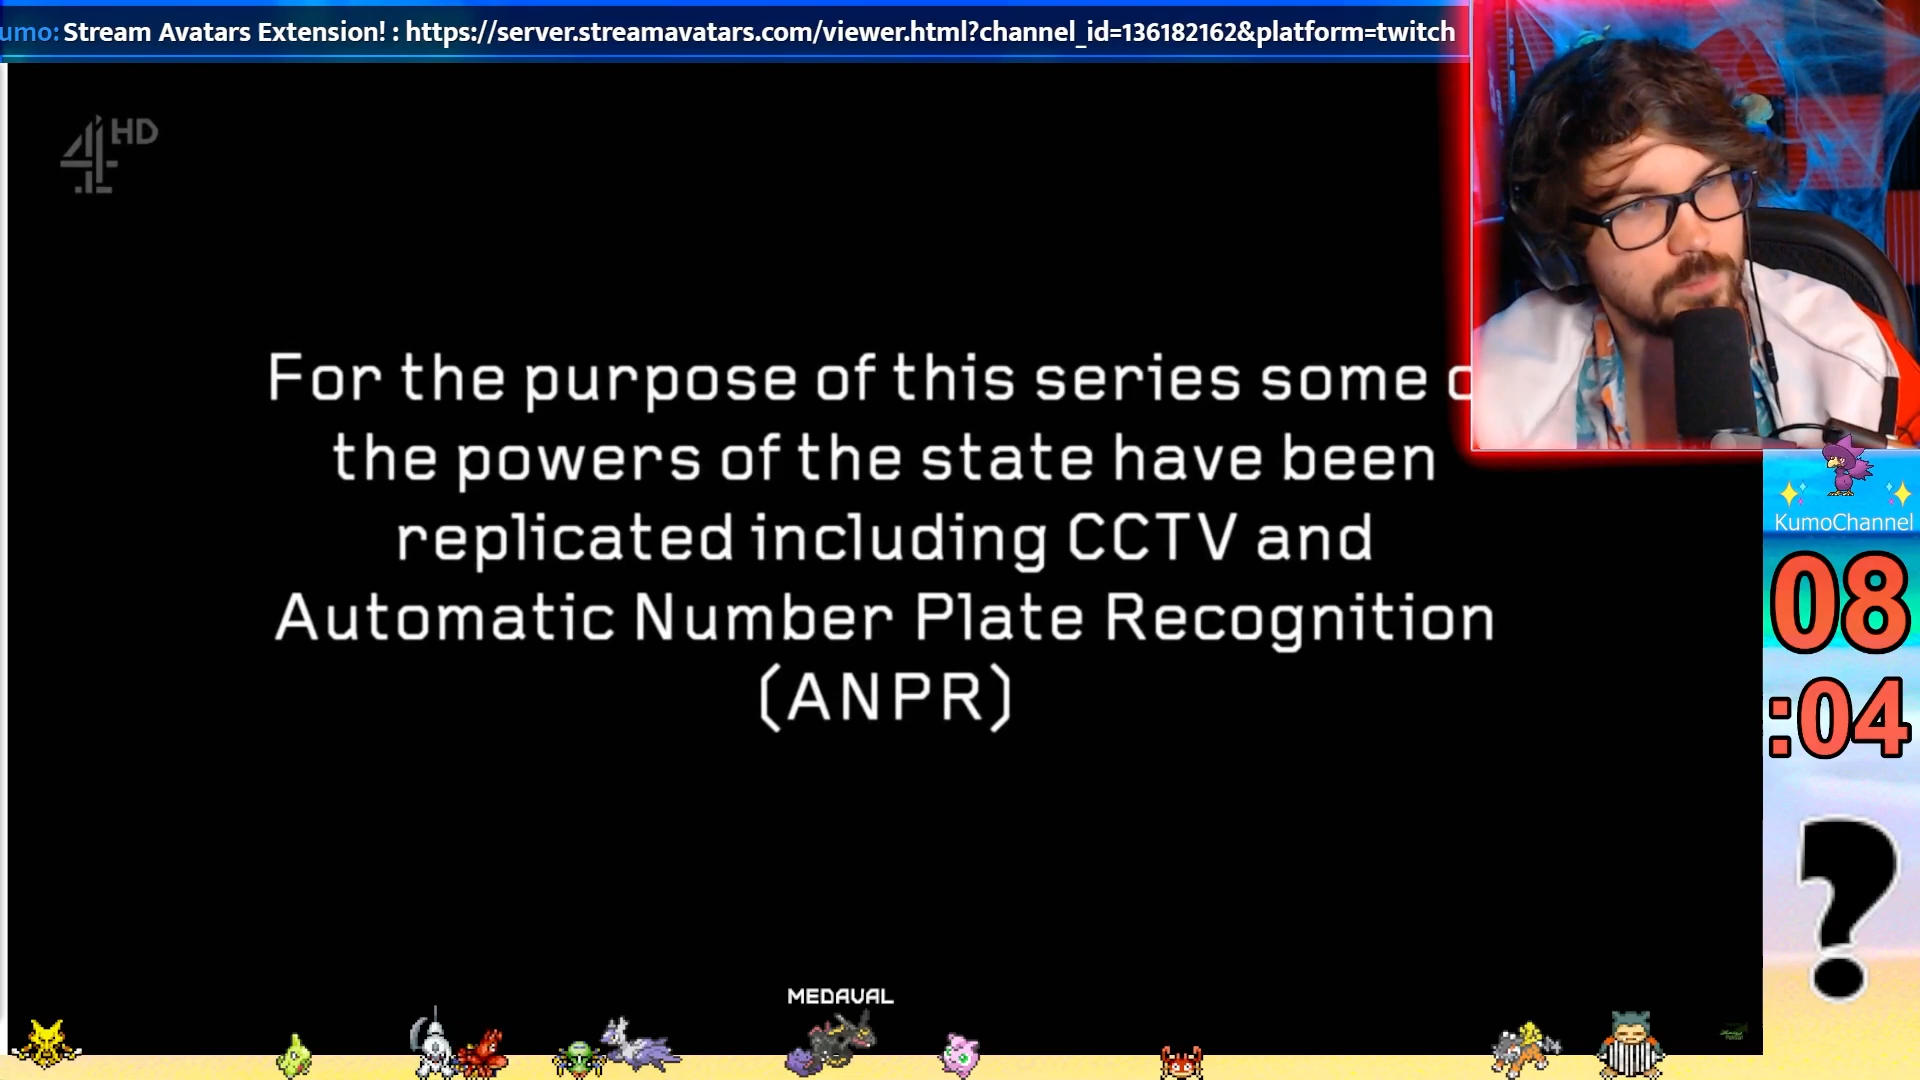 umo: Stream Avatars Extension! : https://server.streamavatars.com/viewer.html?channel_id=136182162&platform=twitch
4HD
For the purpose of this series some
the powers of the state have been
replicated including CCTV and
Automatic Number Plate Recognition
(ANPR)
KumoChannel
08
:04
?
MEDAVAL